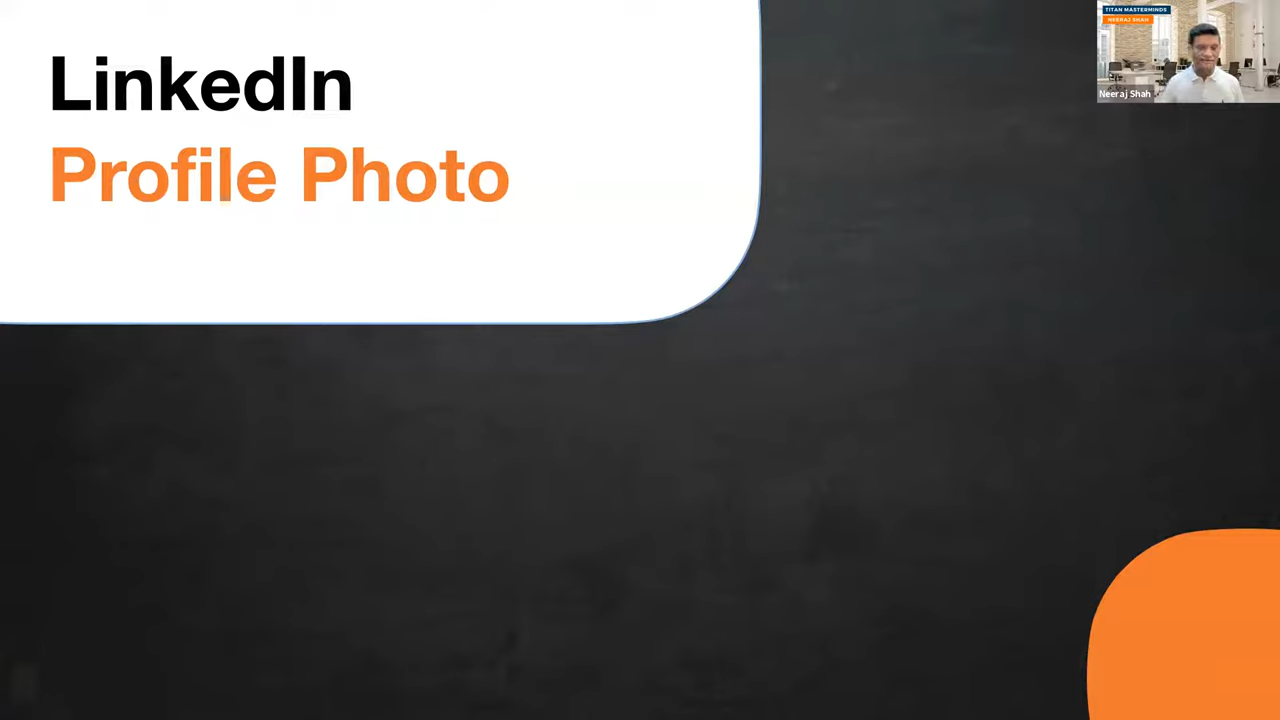 LinkedIn
Profile Photo
TITAN MASTERMINDS
NEERAJ SHAH
Neeraj Shah